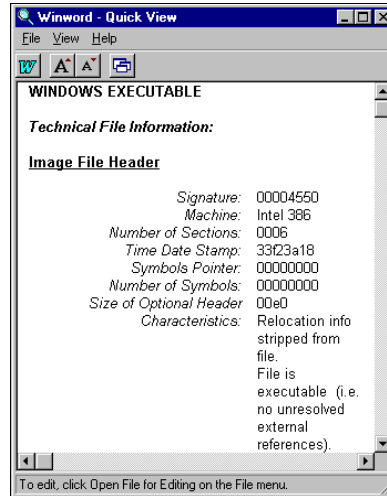 Winword - Quick View
File View Help
W A A
WINDOWS EXECUTABLE
Technical File Information:
Image File Header
Signature: 00004550
Machine: Intel 386
Number of Sections: 0006
Time Date Stamp: 33f23a18
Symbols Pointer: 00000000
Number of Symbols: 00000000
Size of Optional Header 00e0
Characteristics: Relocation info
stripped from
file.
File is
executable (i.e.
no unresolved
external
references).
To edit, click Open File for Editing on the File menu.